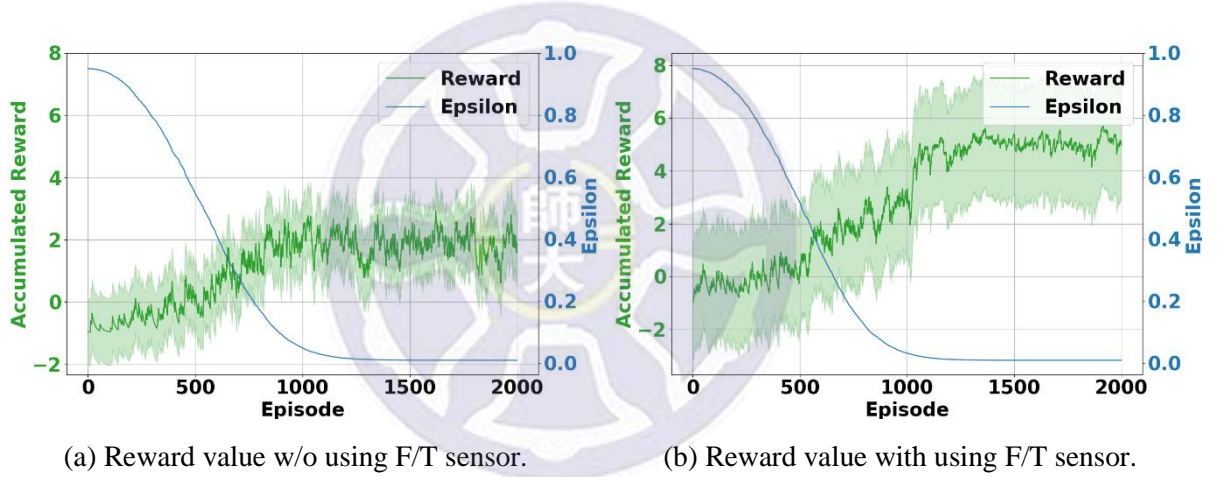 8
6
4
2
0
−2
Accumulated Reward
Reward
Epsilon
1.0
0.8
0.6
0.4
0.2
0.0
Epsilon
0 500 1000 1500 2000
Episode
(a) Reward value w/o using F/T sensor.
8
6
4
2
0
−2
Accumulated Reward
Reward
Epsilon
1.0
0.8
0.6
0.4
0.2
0.0
Epsilon
0 500 1000 1500 2000
Episode
(b) Reward value with using F/T sensor.
師
大